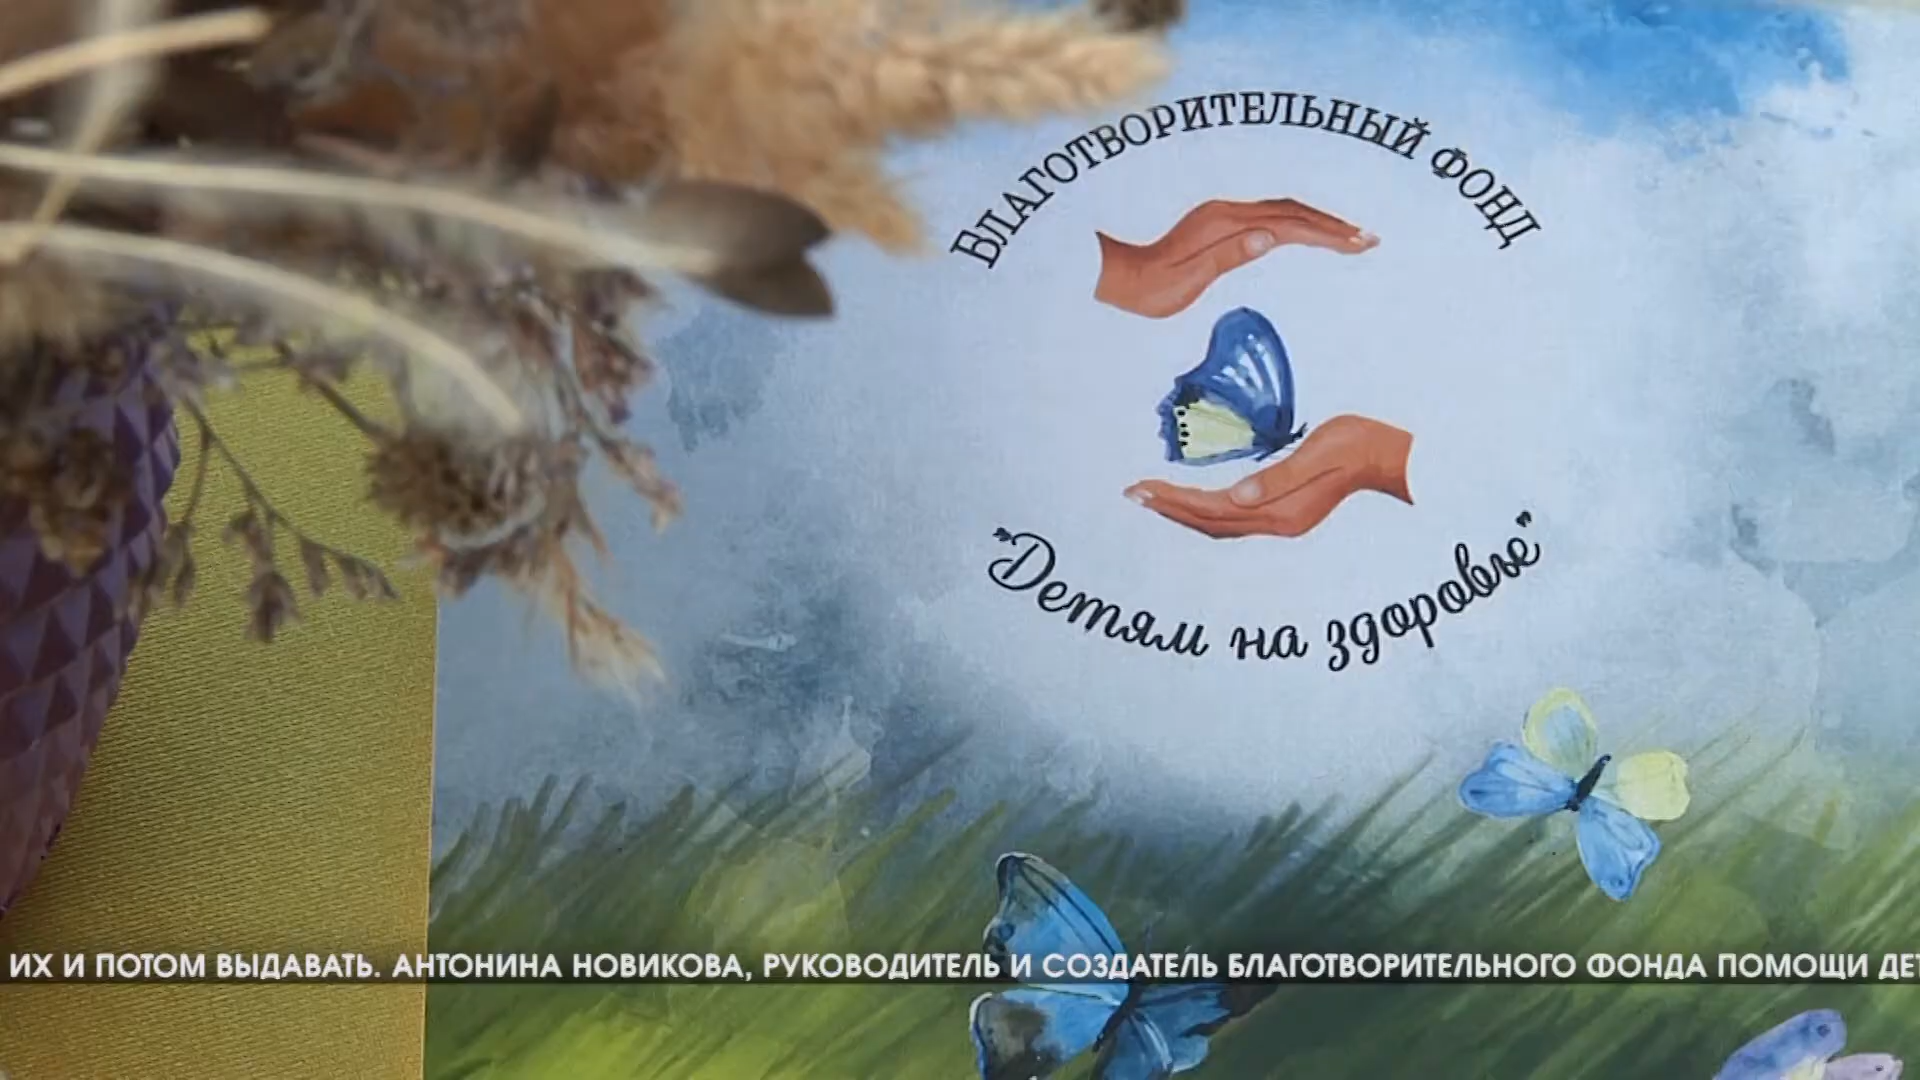 БЛАГОТВОРИТЕЛЬНЫЙ ФОНД
"Детям на здоровье"
ИХ И ПОТОМ ВЫДАВАТЬ. АНТОНИНА НОВИКОВА, РУКОВОДИТЕЛЬ И СОЗДАТЕЛЬ БЛАГОТВОРИТЕЛЬНОГО ФОНДА ПОМОЩИ